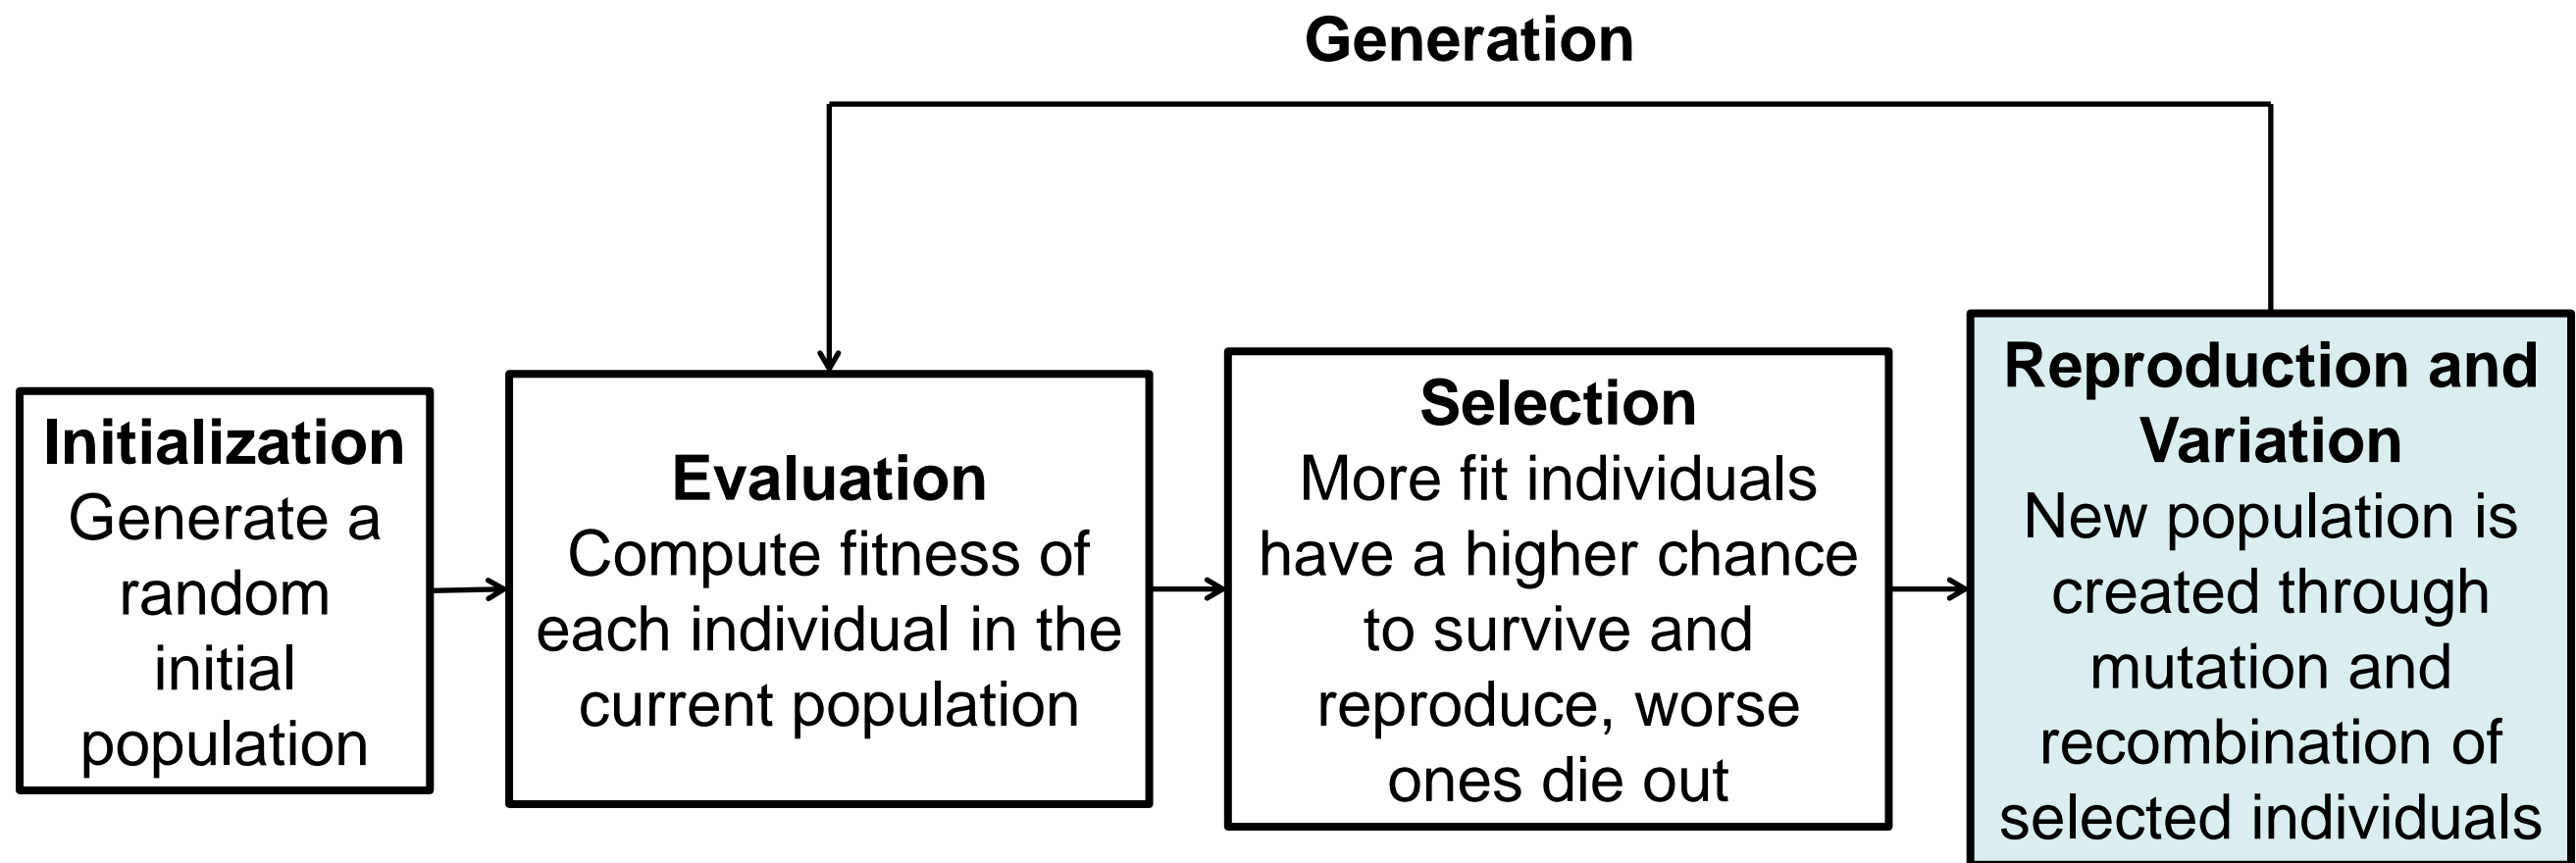 Generation
Initialization
Generate a
random
initial
population
Evaluation
Compute fitness of
each individual in the
current population
Selection
More fit individuals
have a higher chance
to survive and
reproduce, worse
ones die out
Reproduction and
Variation
New population is
created through
mutation and
recombination of
selected individuals